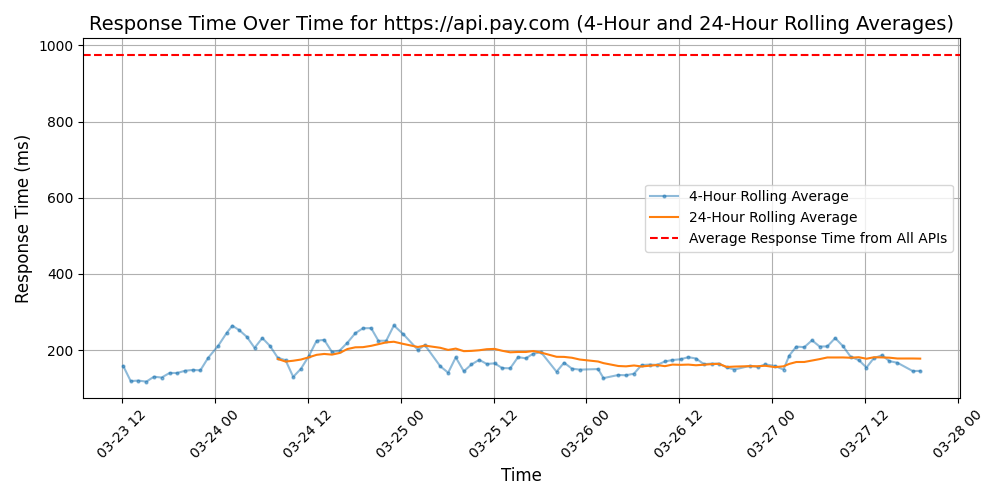 Response Time Over Time for https://api.pay.com (4-Hour and 24-Hour Rolling Averages)
1000
800
600
400
200
Response Time (ms)
4-Hour Rolling Average
24-Hour Rolling Average
Average Response Time from All APIs
03-23 12
03-24 00
03-24 12
03-25 00
03-25 12
03-26 00
03-26 12
03-27 00
03-27 12
03-28 00
Time